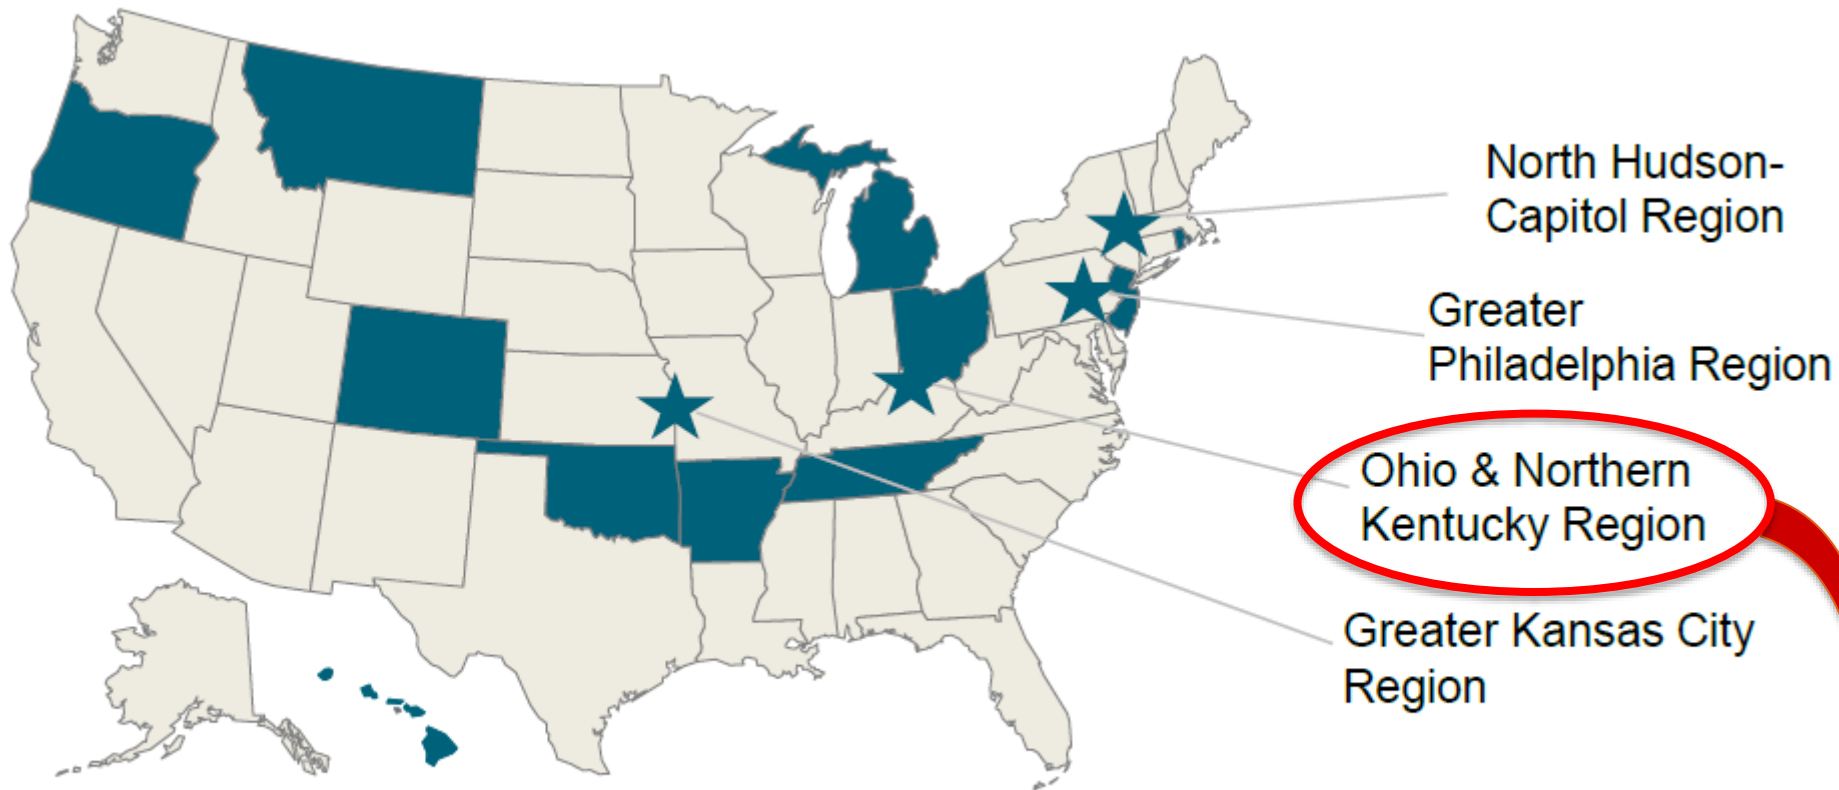 North Hudson-
Capitol Region
Greater
Philadelphia Region
Ohio & Northern
Kentucky Region
Greater Kansas City
Region